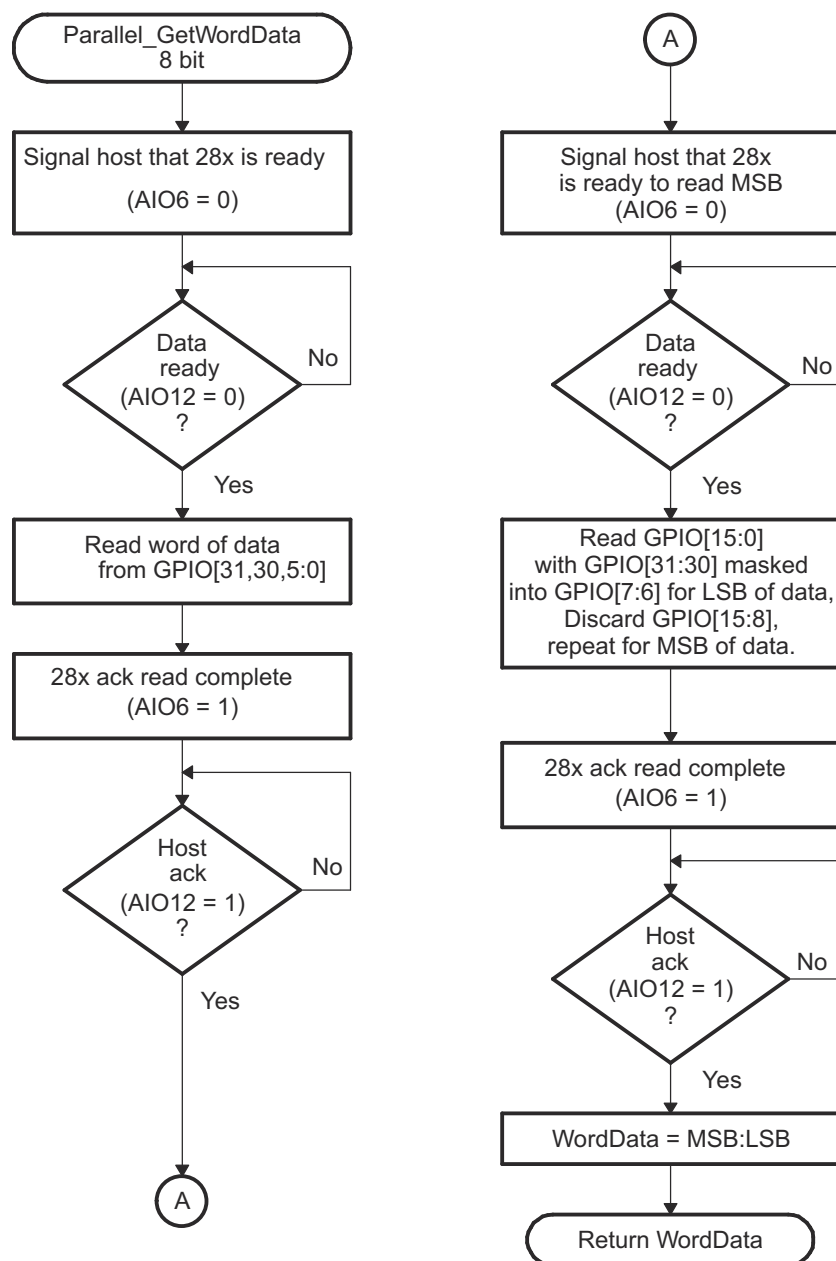 Parallel_GetWordData
8 bit
Signal host that 28x is ready
(AIO6 = 0)
Data
ready
(AIO12 = 0)
?
No
Yes
Read word of data
from GPIO[31,30,5:0]
28x ack read complete
(AIO6 = 1)
Host
ack
(AIO12 = 1)
?
No
Yes
A
A
Signal host that 28x
is ready to read MSB
(AIO6 = 0)
Data
ready
(AIO12 = 0)
?
No
Yes
Read GPIO[15:0]
with GPIO[31:30] masked
into GPIO[7:6] for LSB of data,
Discard GPIO[15:8],
repeat for MSB of data.
28x ack read complete
(AIO6 = 1)
Host
ack
(AIO12 = 1)
?
No
Yes
WordData = MSB:LSB
Return WordData